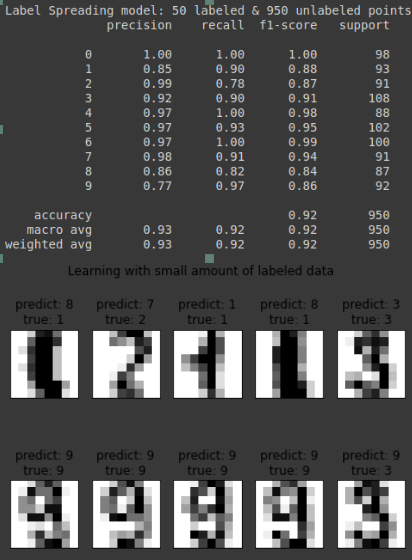 Label Spreading model: 50 labeled & 950 unlabeled points
precision recall f1-score support
0 1.00 1.00 1.00 98
1 0.85 0.90 0.88 93
2 0.99 0.78 0.87 91
3 0.92 0.90 0.91 108
4 0.97 1.00 0.98 88
5 0.97 0.93 0.95 102
6 0.97 1.00 0.99 100
7 0.98 0.91 0.94 91
8 0.86 0.82 0.84 87
9 0.77 0.97 0.86 92
accuracy 0.92 950
macro avg 0.93 0.92 0.92 950
weighted avg 0.93 0.92 0.92 950
Learning with small amount of labeled data
predict: 8 predict: 7 predict: 1 predict: 8 predict: 3
true: 1 true: 2 true: 1 true: 1 true: 3
predict: 9 predict: 9 predict: 9 predict: 9 predict: 9
true: 9 true: 9 true: 9 true: 9 true: 3